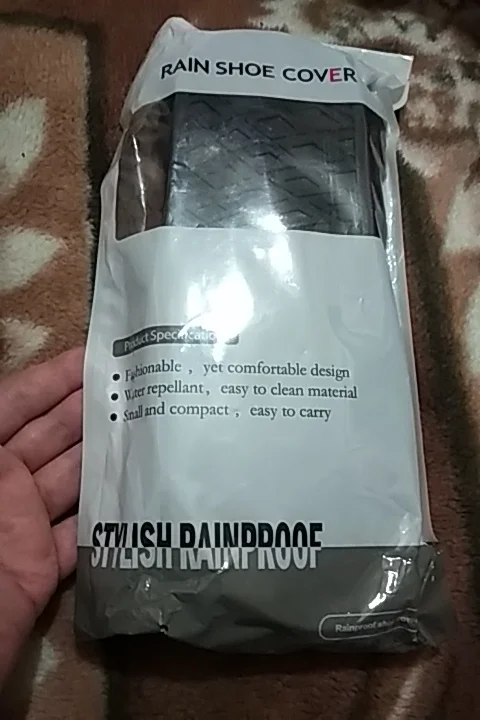 RAIN SHOE COVER
Product Specification
Fashionable , yet comfortable design
Water repellant , easy to clean material
Small and compact , easy to carry
STYLISH RAINPROOF
Rainproof